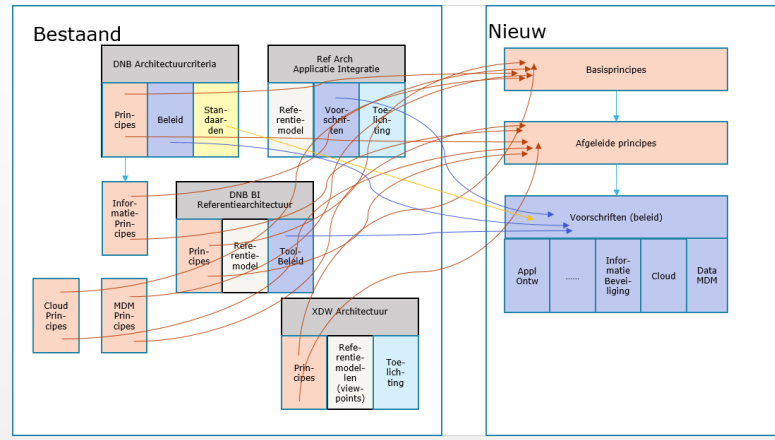 Bestaand
DNB Architectuurcriteria
Prin-
cipes
Beleid
Stan-
daar-
den
Ref Arch
Applicatie Integratie
Refe-
rentie-
model
Voor-
schrif-
ten
Toe-
lich-
ting
Infor-
matie-
Prin-
cipes
DNB BI
Referentiearchitectuur
Prin-
cipes
Refe-
rentie-
model
Tool-
Beleid
Cloud
Prin-
cipes
MDM
Prin-
cipes
XDW Architectuur
Prin-
cipes
Refe-
rentie-
model-
len
(view-
points)
Toe-
lich-
ting
Nieuw
Basisprincipes
Afgeleide principes
Voorschriften (beleid)
Appl
Ontw
......
Infor-
matie
Bevei-
liging
Cloud
Data
MDM